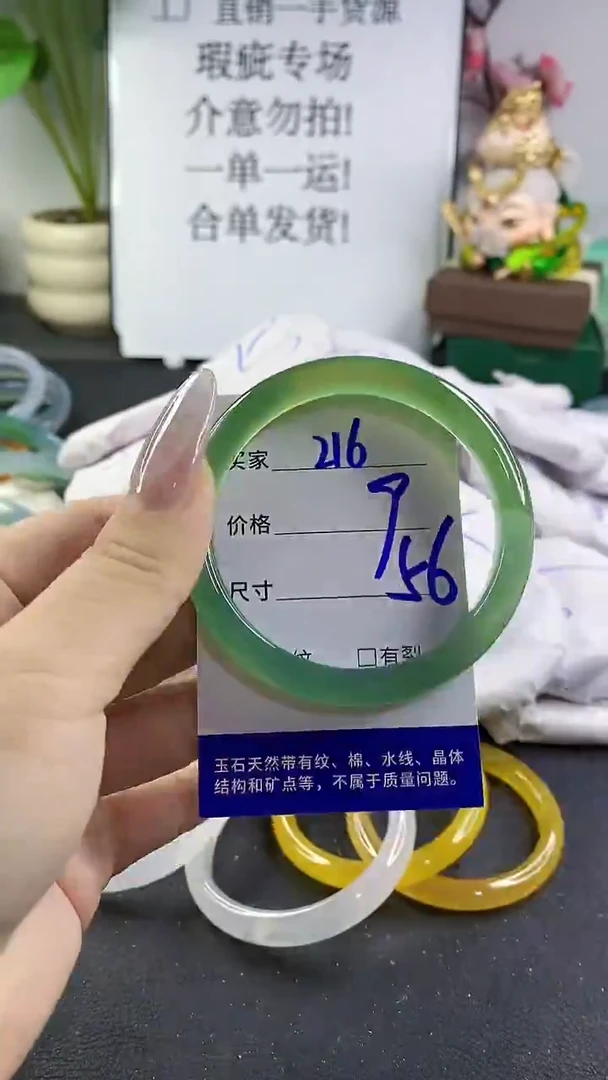 直销一手货源
瑕疵专场
介意勿拍!
一单一运!
合单发货!
买家 216
价格
尺寸 56
纹 □有裂
玉石天然带有纹、棉、水线、晶体
结构和矿点等，不属于质量问题。